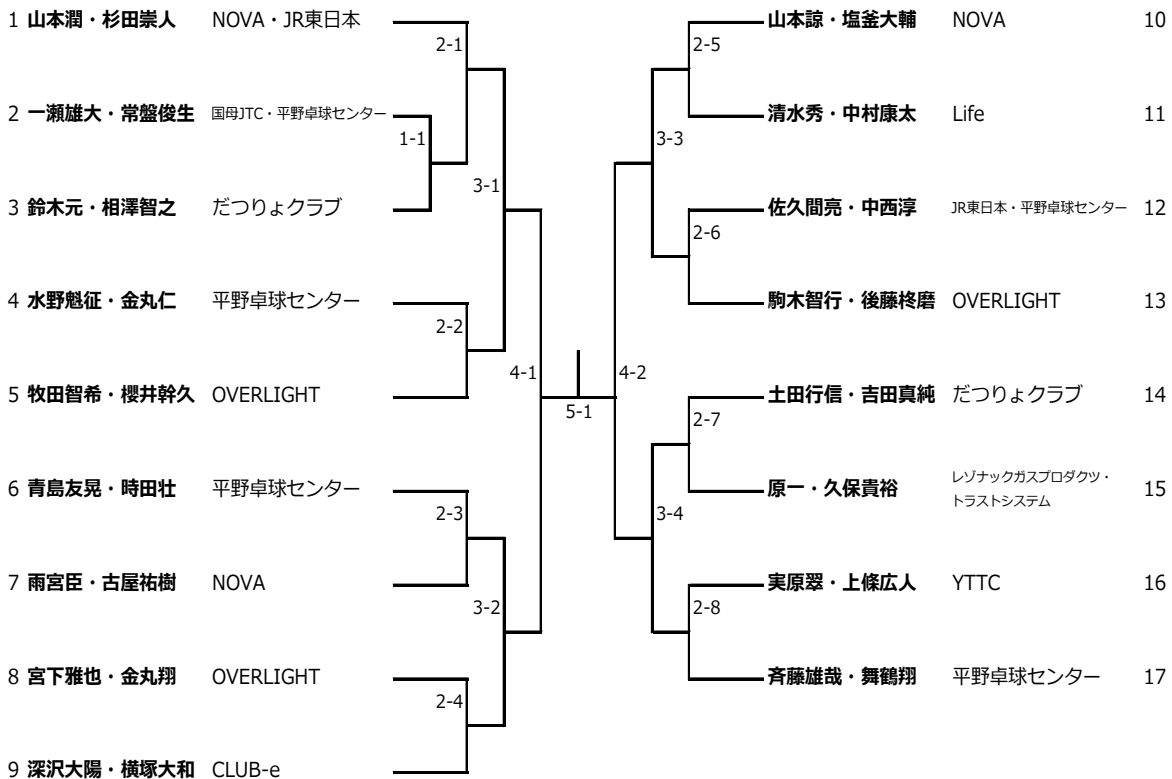 1 山本潤・杉田崇人 NOVA・JR東日本
2-1
2 一瀬雄大・常盤俊生 国母JTC・平野卓球センター
1-1
3 鈴木元・相澤智之 だつりょクラブ
3-1
4 水野魁征・金丸仁 平野卓球センター
2-2
5 牧田智希・櫻井幹久 OVERLIGHT
4-1
6 青島友晃・時田壮 平野卓球センター
2-3
7 雨宮臣・古屋祐樹 NOVA
3-2
8 宮下雅也・金丸翔 OVERLIGHT
2-4
9 深沢大陽・横塚大和 CLUB-e
5-1
山本諒・塩釜大輔 NOVA 10
2-5
清水秀・中村康太 Life 11
3-3
佐久間亮・中西淳 JR東日本・平野卓球センター 12
2-6
駒木智行・後藤柊磨 OVERLIGHT 13
4-2
土田行信・吉田真純 だつりょクラブ 14
2-7
原一・久保貴裕 レゾナックガスプロダクツ・
トラストシステム 15
3-4
実原翠・上條広人 YTTC 16
2-8
斉藤雄哉・舞鶴翔 平野卓球センター 17